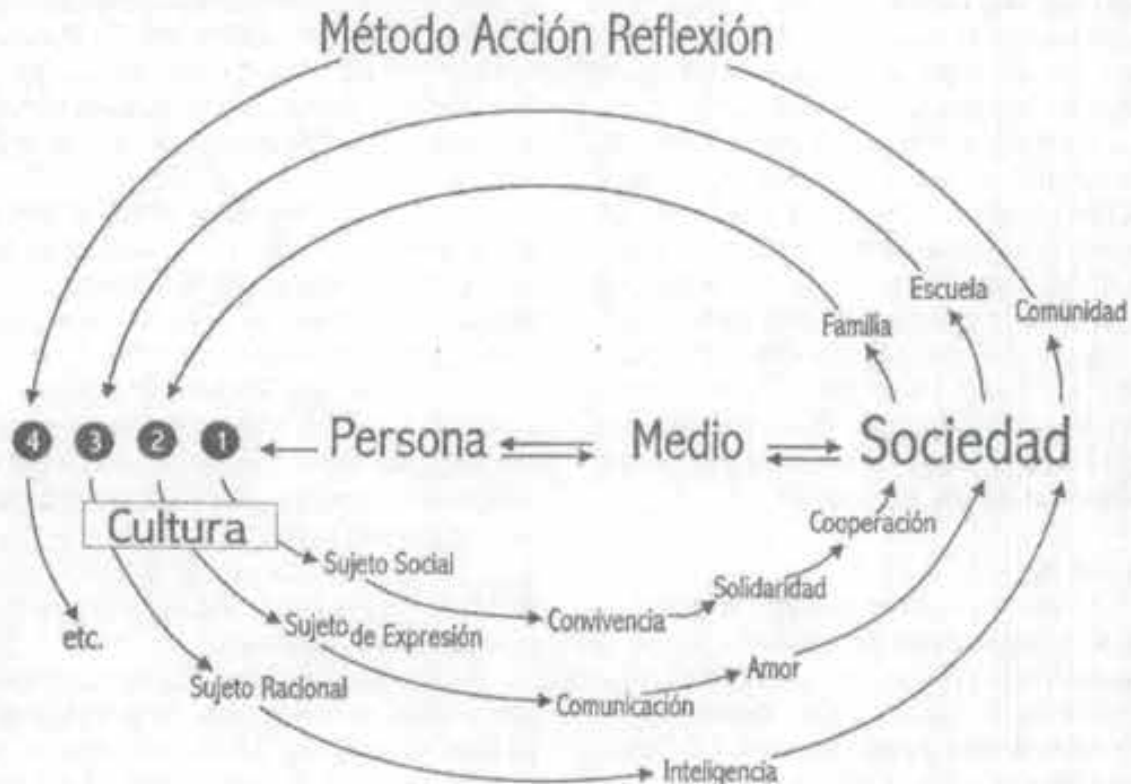 Método Acción Reflexión
Escuela
Comunidad
Familia
4 3 2 1 Persona Medio Sociedad
Cultura
Cooperación
Sujeto Social
Solidaridad
Convivencia
etc.
Sujeto de Expresión
Amor
Sujeto Racional
Comunicación
Inteligencia